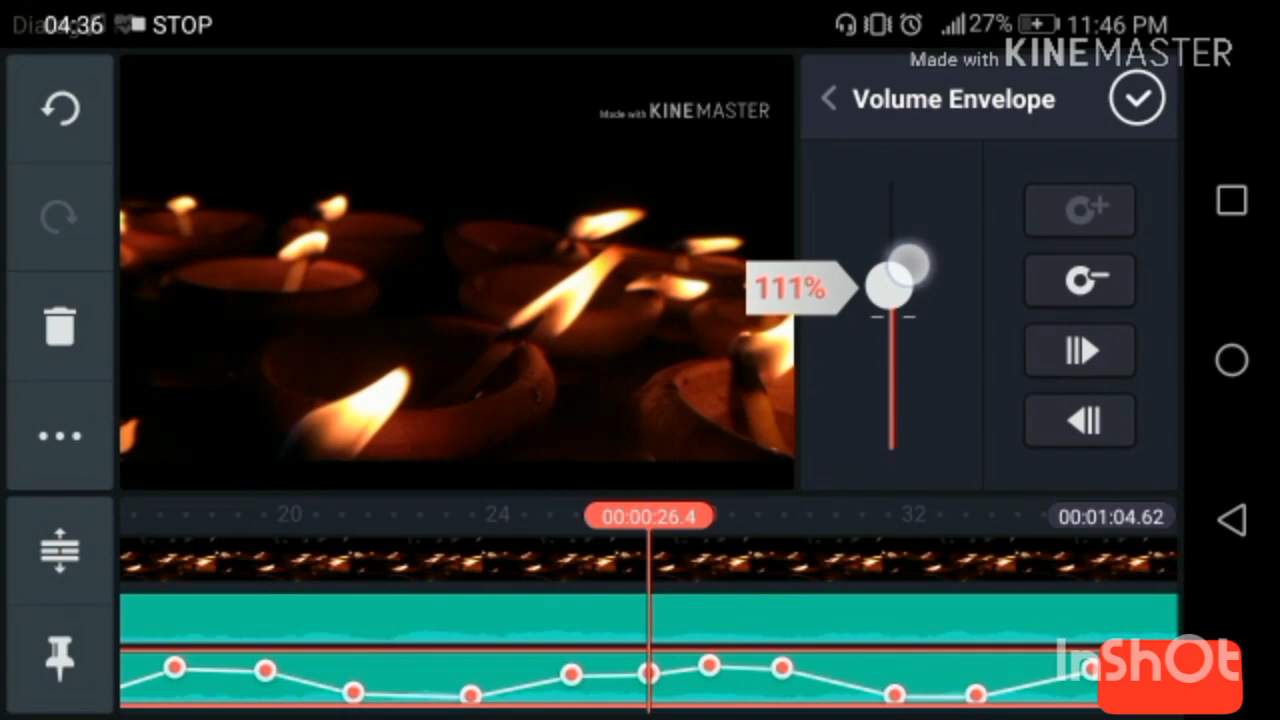 04:36 STOP 27% 11:46 PM
Made with KINEMASTER
Volume Envelope
Made with KINEMASTER
111%
20 24 00:00:26.4 32 00:01:04.62
InShOt